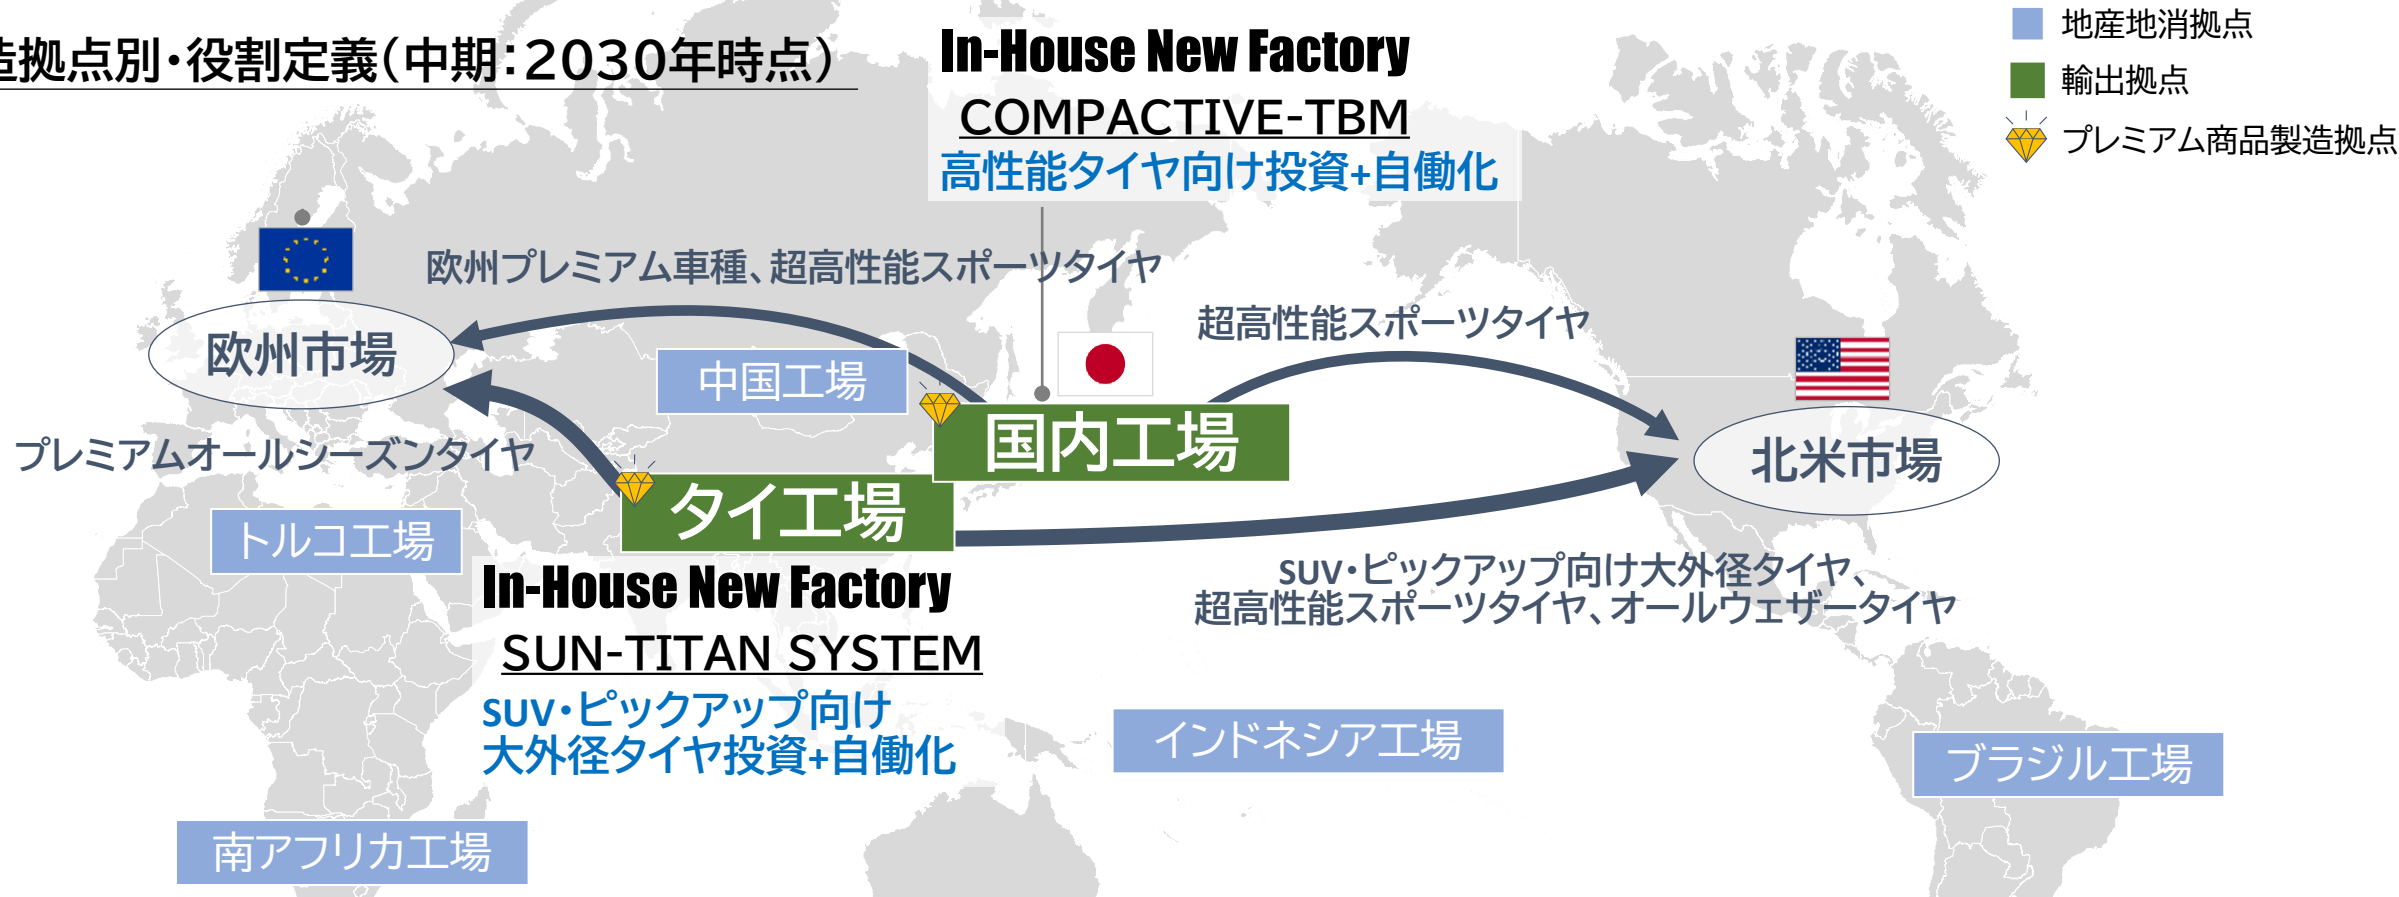 造拠点別・役割定義(中期：2030年時点)
In-House New Factory
COMPACTIVE-TBM
高性能タイヤ向け投資+自働化
地産地消拠点
輸出拠点
プレミアム商品製造拠点
欧州プレミアム車種、超高性能スポーツタイヤ
超高性能スポーツタイヤ
欧州市場
中国工場
国内工場
北米市場
プレミアムオールシーズンタイヤ
タイ工場
トルコ工場
In-House New Factory
SUN-TITAN SYSTEM
SUV・ピックアップ向け
大外径タイヤ投資+自働化
SUV・ピックアップ向け大外径タイヤ、
超高性能スポーツタイヤ、オールウェザータイヤ
インドネシア工場
ブラジル工場
南アフリカ工場